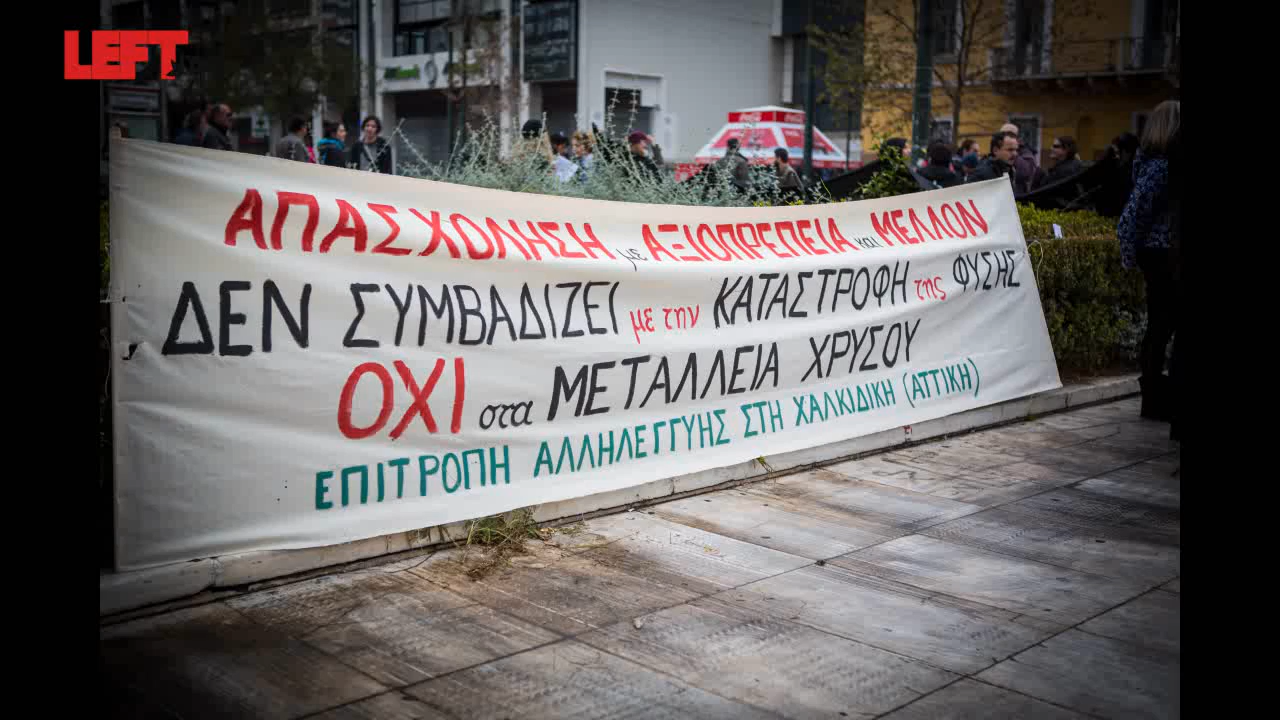 LEFT
ΑΠΑΣΧΟΛΗΣΗ με ΑΞΙΟΠΡΕΠΕΙΑ και ΜΕΛΛΟΝ
ΔΕΝ ΣΥΜΒΑΔΙΖΕΙ με την ΚΑΤΑΣΤΡΟΦΗ της ΦΥΣΗΣ
ΟΧΙ στα ΜΕΤΑΛΛΕΙΑ ΧΡΥΣΟΥ
ΕΠΙΤΡΟΠΗ ΑΛΛΗΛΕΓΓΥΗΣ ΣΤΗ ΧΑΛΚΙΔΙΚΗ (ΑΤΤΙΚΗ)